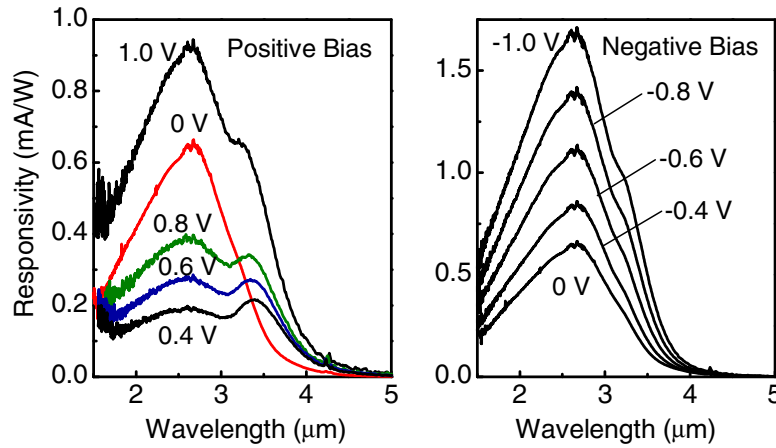 Responsivity (mA/W)
1.0
0.8
0.6
0.4
0.2
0.0
1.0 V
Positive Bias
0 V
0.8 V
0.6 V
0.4 V
2
3
4
5
Wavelength (μm)
1.5
1.0
0.5
0.0
-1.0 V
Negative Bias
-0.8 V
-0.6 V
-0.4 V
0 V
2
3
4
5
Wavelength (μm)